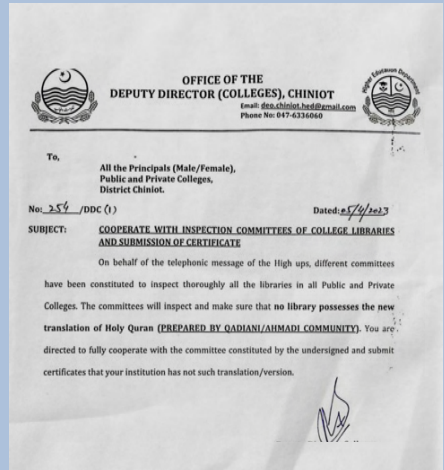 OFFICE OF THE
DEPUTY DIRECTOR (COLLEGES), CHINIOT
Email: deo.chiniot.hed@gmail.com
Phone No: 047-6336060
Higher Education Department
To,
All the Principals (Male/Female),
Public and Private Colleges,
District Chiniot.
No: 254 /DDC (1) Dated: 05/4/2023
SUBJECT: COOPERATE WITH INSPECTION COMMITTEES OF COLLEGE LIBRARIES
AND SUBMISSION OF CERTIFICATE
On behalf of the telephonic message of the High ups, different committees
have been constituted to inspect thoroughly all the libraries in all Public and Private
Colleges. The committees will inspect and make sure that no library possesses the new
translation of Holy Quran (PREPARED BY QADIANI/AHMADI COMMUNITY). You are
directed to fully cooperate with the committee constituted by the undersigned and submit
certificates that your institution has not such translation/version.